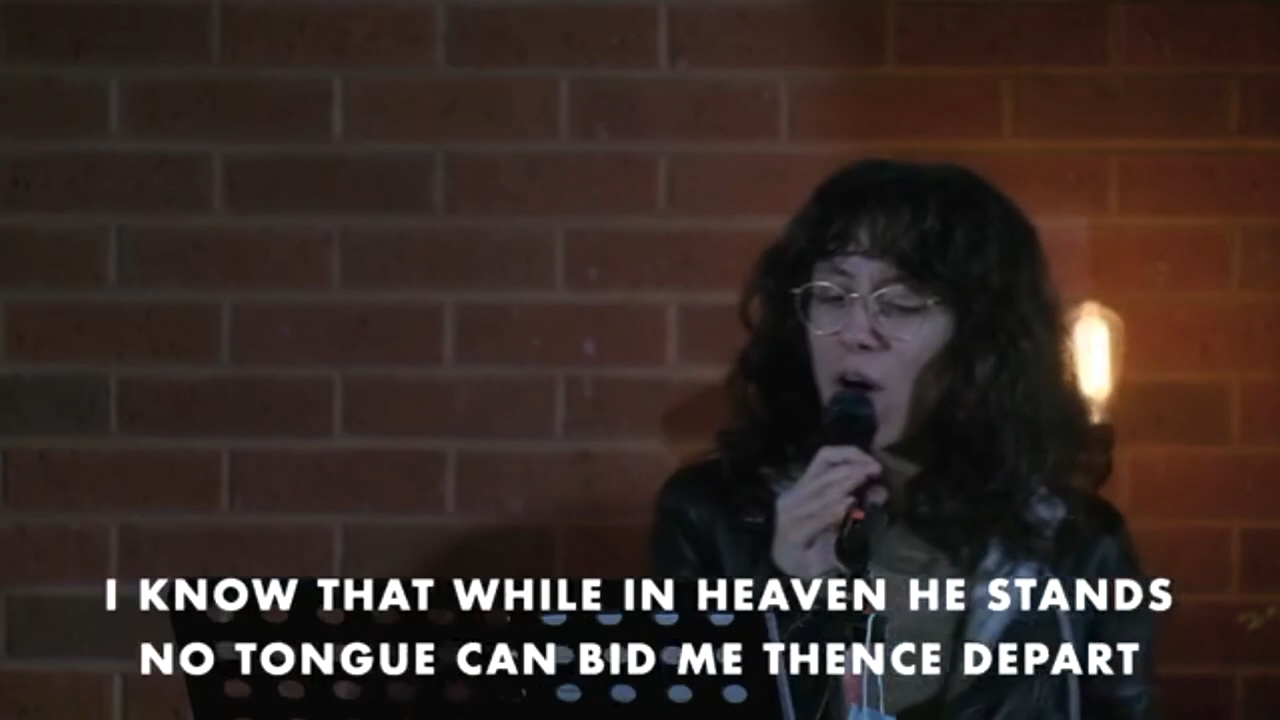 I KNOW THAT WHILE IN HEAVEN HE STANDS
NO TONGUE CAN BID ME THENCE DEPART